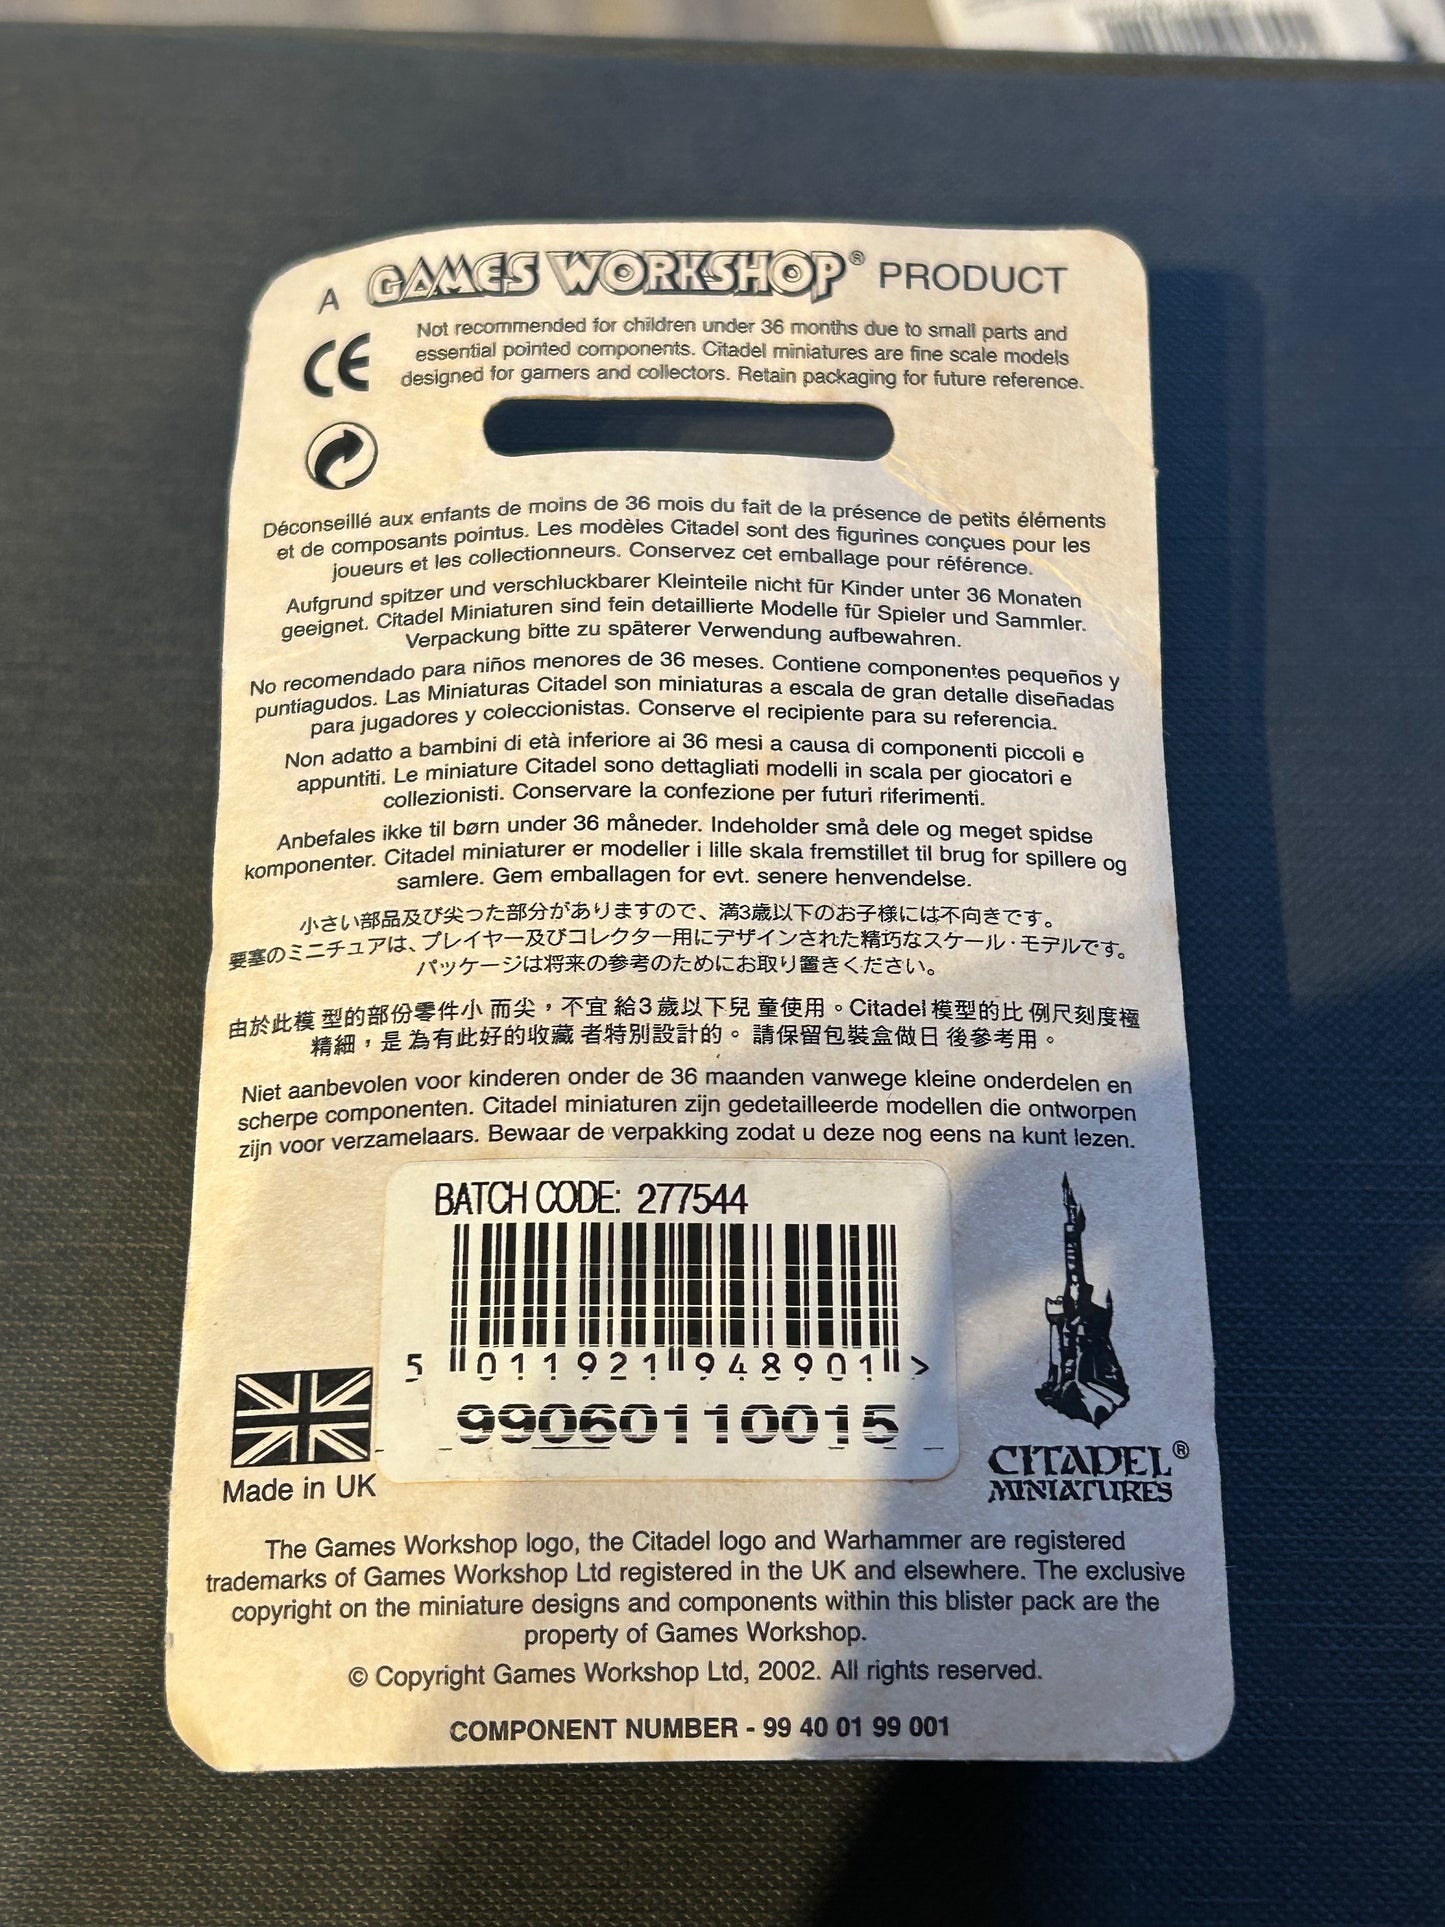 A GAMES WORKSHOP® PRODUCT
CE
Not recommended for children under 36 months due to small parts and
essential pointed components. Citadel miniatures are fine scale models
designed for gamers and collectors. Retain packaging for future reference.
Déconseillé aux enfants de moins de 36 mois du fait de la présence de petits éléments
et de composants pointus. Les modèles Citadel sont des figurines conçues pour les
joueurs et les collectionneurs. Conservez cet emballage pour référence.
Aufgrund spitzer und verschluckbarer Kleinteile nicht für Kinder unter 36 Monaten
geeignet. Citadel Miniaturen sind fein detaillierte Modelle für Spieler und Sammler.
Verpackung bitte zu späterer Verwendung aufbewahren.
No recomendado para niños menores de 36 meses. Contiene componentes pequeños y
puntiagudos. Las Miniaturas Citadel son miniaturas a escala de gran detalle diseñadas
para jugadores y coleccionistas. Conserve el recipiente para su referencia.
Non adatto a bambini di età inferiore ai 36 mesi a causa di componenti piccoli e
appuntiti. Le miniature Citadel sono dettagliati modelli in scala per giocatori e
collezionisti. Conservare la confezione per futuri riferimenti.
Anbefales ikke til børn under 36 måneder. Indeholder små dele og meget spidse
komponenter. Citadel miniaturer er modeller i lille skala fremstillet til brug for spillere og
samlere. Gem emballagen for evt. senere henvendelse.
小さい部品及び尖った部分がありますので、満3歳以下のお子様には不向きです。
要塞のミニチュアは、プレイヤー及びコレクター用にデザインされた精巧なスケール・モデルです。
パッケージは将来の参考のためにお取り置きください。
由於此模 型的部份零件小 而尖，不宜 給3 歲以下兒 童使用。Citadel 模型的比 例尺刻度極
精細，是 為有此好的收藏 者特別設計的。 請保留包裝盒做日 後參考用。
Niet aanbevolen voor kinderen onder de 36 maanden vanwege kleine onderdelen en
scherpe componenten. Citadel miniaturen zijn gedetailleerde modellen die ontworpen
zijn voor verzamelaars. Bewaar de verpakking zodat u deze nog eens na kunt lezen.
BATCH CODE: 277544
5 011921 948901 >
99060110015
Made in UK
CITADEL®
MINIATURES
The Games Workshop logo, the Citadel logo and Warhammer are registered
trademarks of Games Workshop Ltd registered in the UK and elsewhere. The exclusive
copyright on the miniature designs and components within this blister pack are the
property of Games Workshop.
© Copyright Games Workshop Ltd, 2002. All rights reserved.
COMPONENT NUMBER - 99 40 01 99 001